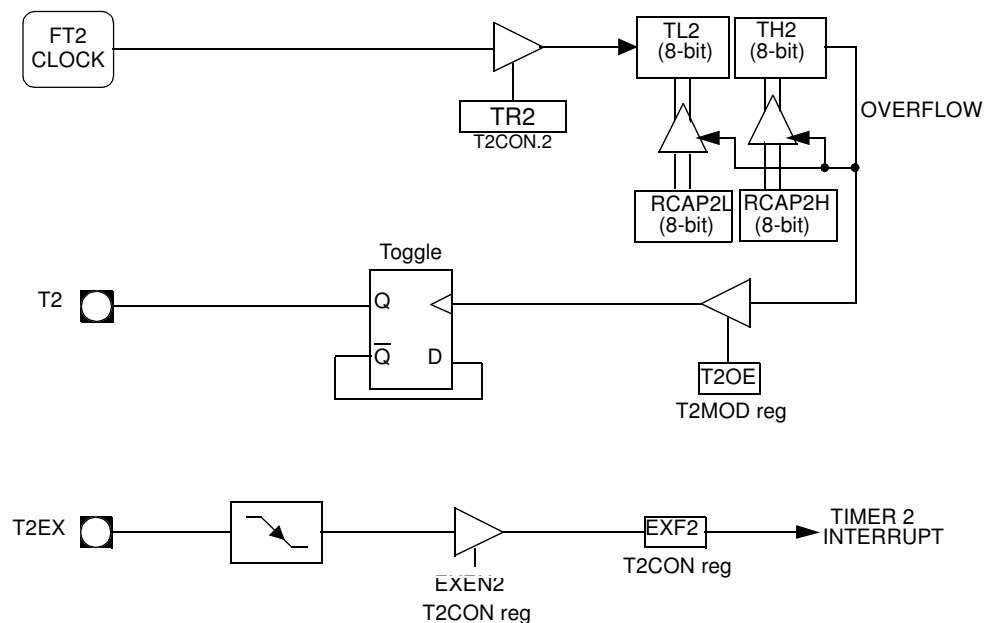 FT2
CLOCK
TL2
(8-bit)
TH2
(8-bit)
TR2
T2CON.2
OVERFLOW
RCAP2L
(8-bit)
RCAP2H
(8-bit)
Toggle
T2
Q
Q
D
T2OE
T2MOD reg
T2EX
EXEN2
T2CON reg
EXF2
T2CON reg
TIMER 2
INTERRUPT